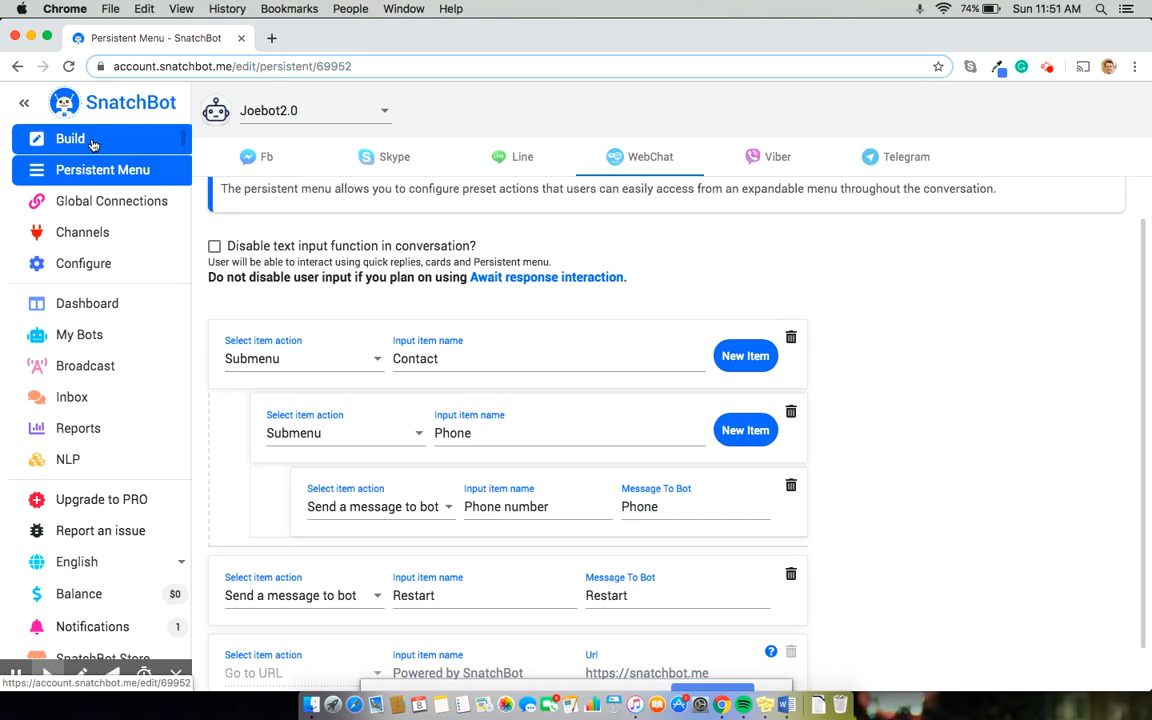 Chrome File Edit View History Bookmarks People Window Help 74% Sun 11:51 AM
Persistent Menu - SnatchBot
account.snatchbot.me/edit/persistent/69952
SnatchBot
Joebot2.0
Build
Persistent Menu
Global Connections
Channels
Configure
Dashboard
My Bots
Broadcast
Inbox
Reports
NLP
Upgrade to PRO
Report an issue
English
Balance $0
Notifications 1
SnatchBot Store
https://account.snatchbot.me/edit/69952
Fb Skype Line WebChat Viber Telegram
The persistent menu allows you to configure preset actions that users can easily access from an expandable menu throughout the conversation.
Disable text input function in conversation?
User will be able to interact using quick replies, cards and Persistent menu.
Do not disable user input if you plan on using Await response interaction.
Select item action Input item name
Submenu Contact New Item
Select item action Input item name
Submenu Phone New Item
Select item action Input item name Message To Bot
Send a message to bot Phone number Phone
Select item action Input item name Message To Bot
Send a message to bot Restart Restart
Select item action Input item name Url
Go to URL Powered by SnatchBot https://snatchbot.me